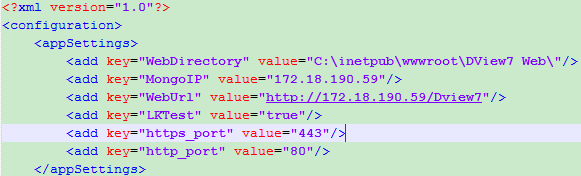 <?xml version="1.0"?>
<configuration>
<appSettings>
<add key="WebDirectory" value="C:\inetpub\wwwroot\DView7 Web\"/>
<add key="MongoIP" value="172.18.190.59"/>
<add key="WebUrl" value="http://172.18.190.59/Dview7"/>
<add key="LKTest" value="true"/>
<add key="https_port" value="443"/>
<add key="http_port" value="80"/>
</appSettings>